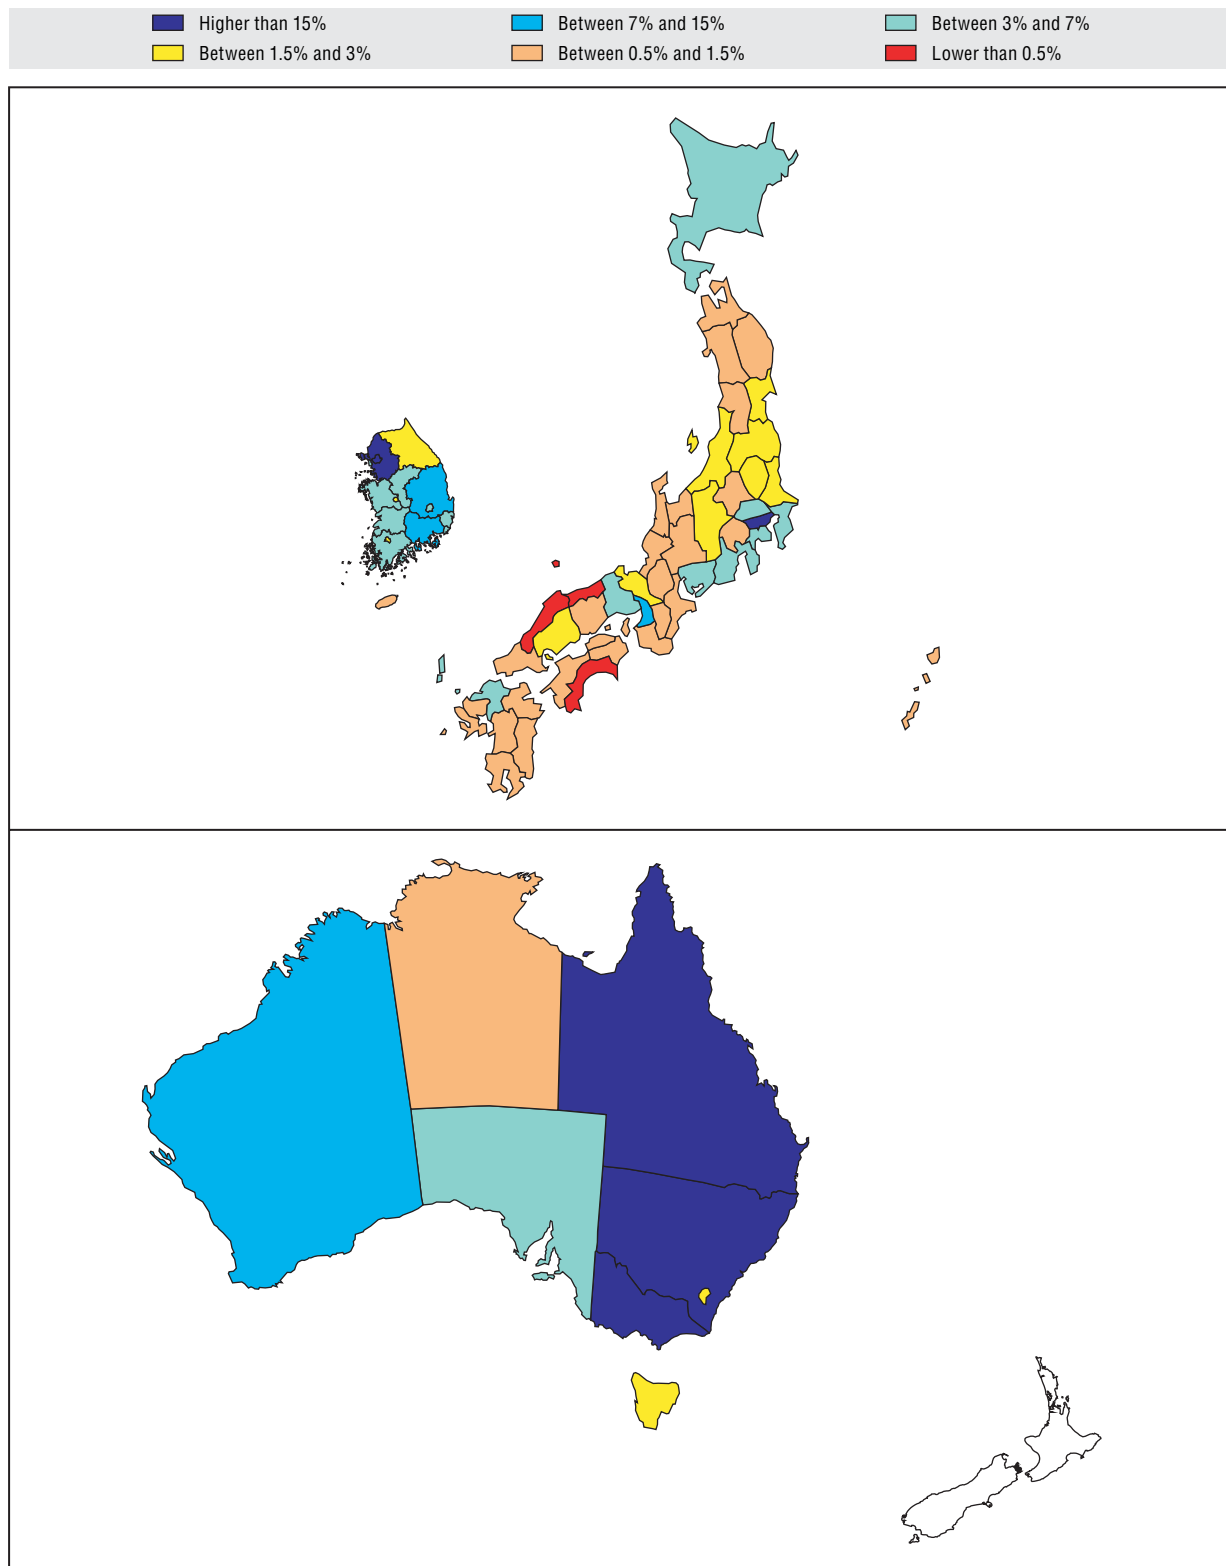 Higher than 15% Between 7% and 15% Between 3% and 7%
Between 1.5% and 3% Between 0.5% and 1.5% Lower than 0.5%